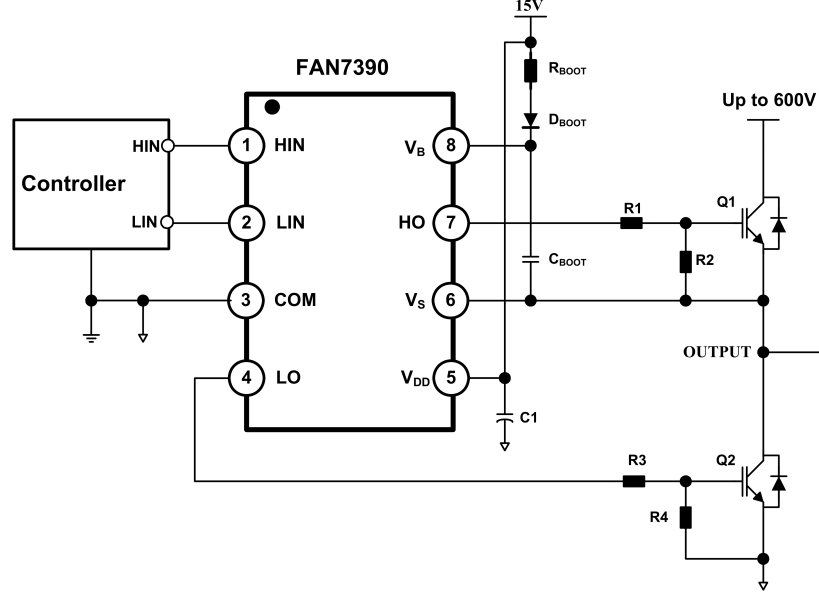 15V
FAN7390
RBOOT
Up to 600V
DBOOT
HIN 1 HIN VB 8
Controller
LIN 2 LIN HO 7 R1 Q1
CBOOT R2
3 COM VS 6
OUTPUT
4 LO VDD 5
C1
R3 Q2
R4